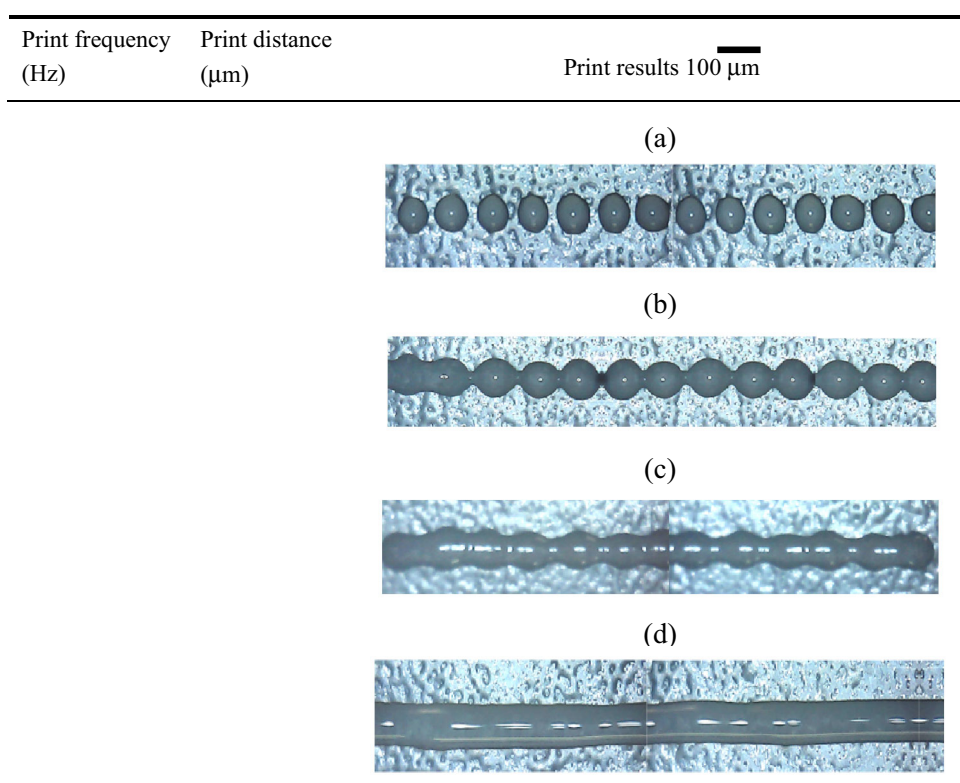 Print frequency Print distance
(Hz) (μm) Print results 100 μm
(a)
(b)
(c)
(d)